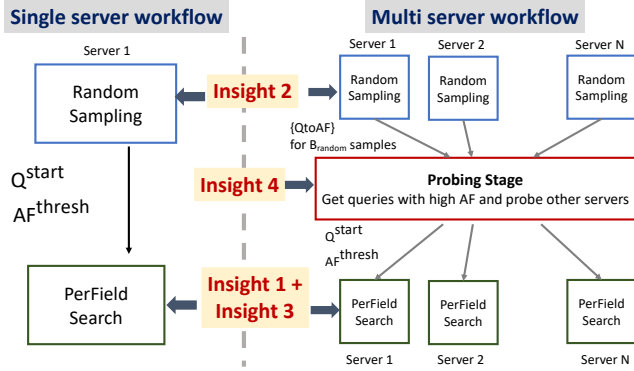 Single server workflow
Multi server workflow
Server 1
Server 1
Server 2
Server N
Random
Sampling
Insight 2
Random
Sampling
Random
Sampling
Random
Sampling
{QtoAF}
for Brandom samples
Qstart
AFthresh
Insight 4
Probing Stage
Get queries with high AF and probe other servers
Qstart
AFthresh
PerField
Search
Insight 1 +
Insight 3
PerField
Search
PerField
Search
PerField
Search
Server 1
Server 2
Server N